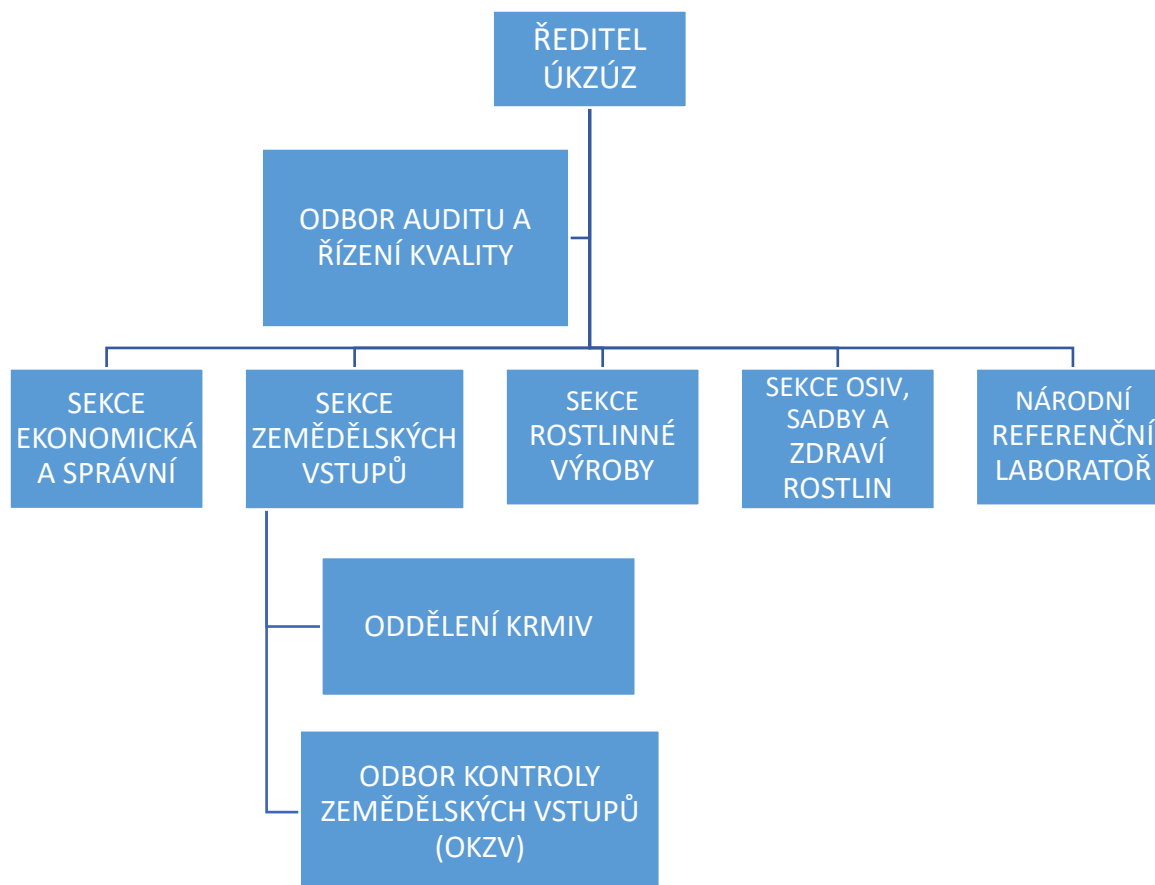 ŘEDITEL
ÚKZÚZ
ODBOR AUDITU A
ŘÍZENÍ KVALITY
SEKCE
EKONOMICKÁ
A SPRÁVNÍ
SEKCE
ZEMĚDĚLSKÝCH
VSTUPŮ
SEKCE
ROSTLINNÉ
VÝROBY
SEKCE OSIV,
SADBY A
ZDRAVÍ
ROSTLIN
NÁRODNÍ
REFERENČNÍ
LABORATOŘ
ODDĚLENÍ KRMIV
ODBOR KONTROLY
ZEMĚDĚLSKÝCH VSTUPŮ
(OKZV)